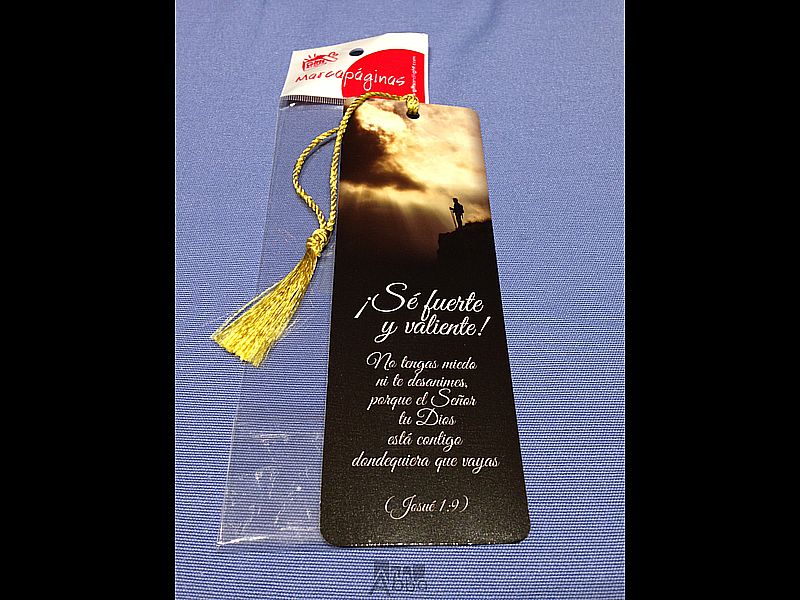 Marcapáginas
¡Sé fuerte
y valiente!
No tengas miedo
ni te desanimes,
porque el Señor
tu Dios
está contigo
dondequiera que vayas
(Josué 1:9)